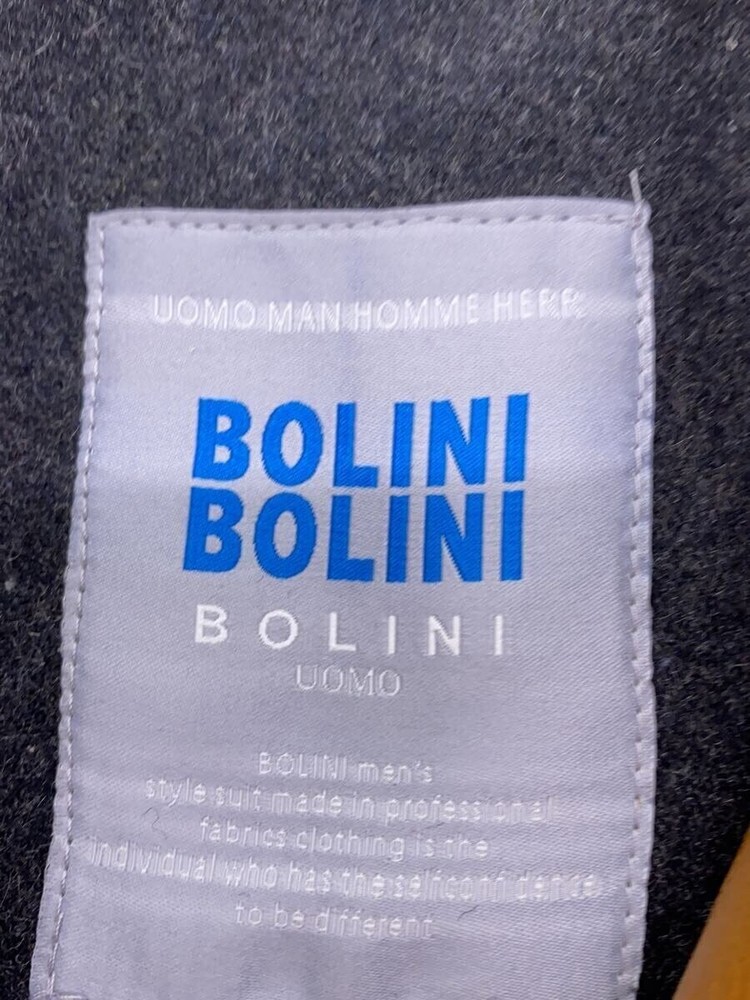 UOMO MAN HOMME HERR
BOLINI
BOLINI
BOLINI
UOMO
BOLINI men's
style suit made in professional
fabrics clothing is the
individual who has the selfconfidence
to be different